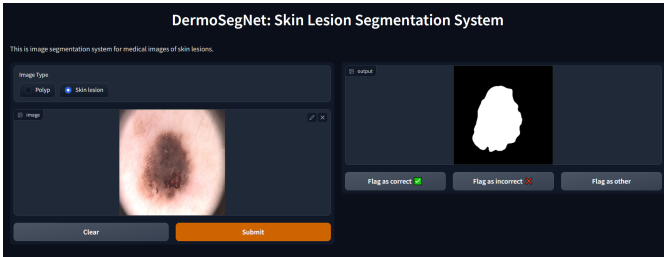 DermoSegNet: Skin Lesion Segmentation System
This is image segmentation system for medical images of skin lesions.
Image Type
Polyp
Skin lesion
image
Clear
Submit
output
Flag as correct ✅
Flag as incorrect ❌
Flag as other